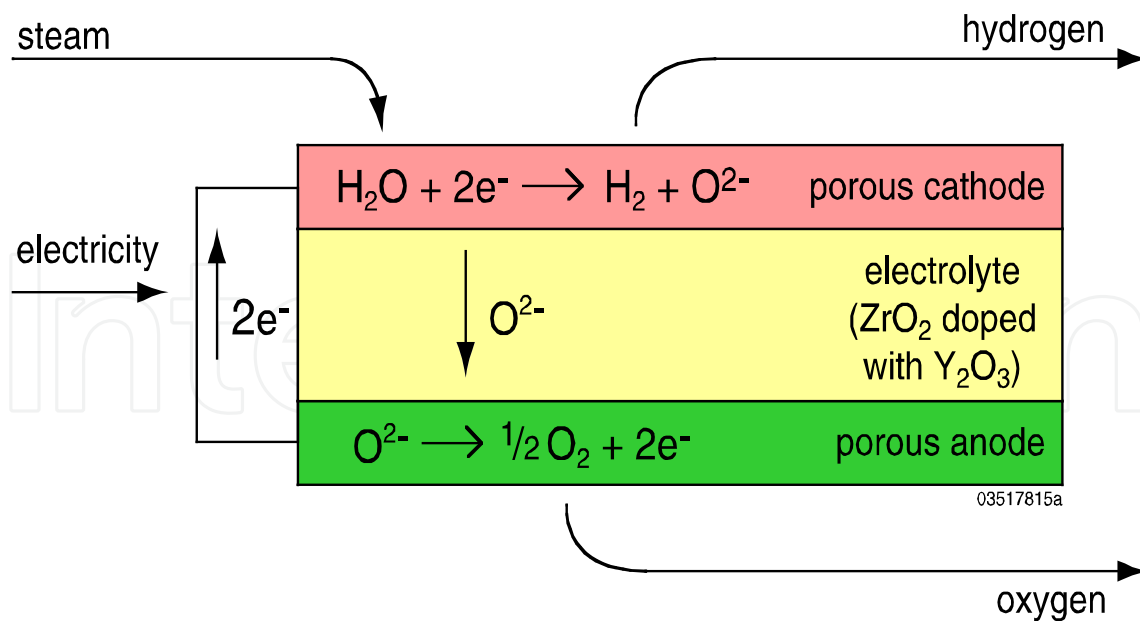 steam
hydrogen
H₂O + 2e⁻ → H₂ + O²⁻
porous cathode
electricity
2e⁻
O²⁻
electrolyte
(ZrO₂ doped
with Y₂O₃)
O²⁻ → 1/2 O₂ + 2e⁻
porous anode
03517815a
oxygen